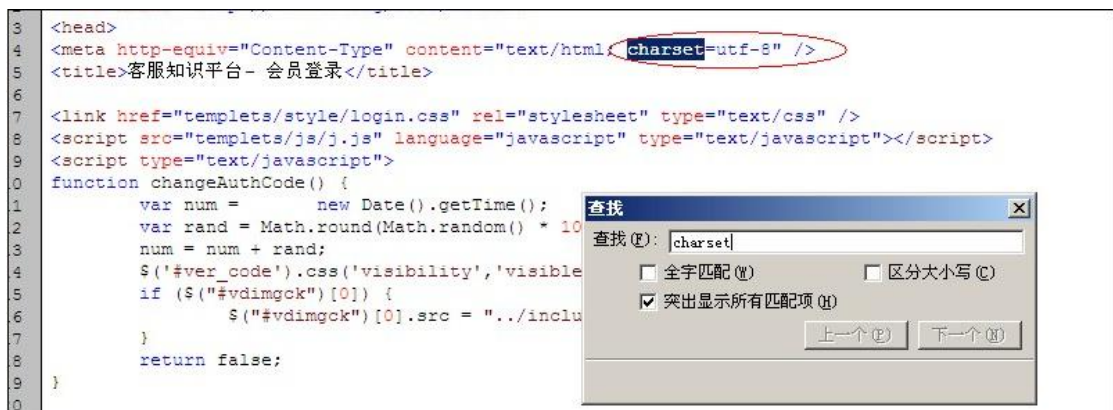 3 <head>
4 <meta http-equiv="Content-Type" content="text/html; charset=utf-8" />
5 <title>客服知识平台- 会员登录</title>
6
7 <link href="templets/style/login.css" rel="stylesheet" type="text/css" />
8 <script src="templets/js/j.js" language="javascript" type="text/javascript"></script>
9 <script type="text/javascript">
0 function changeAuthCode() {
1 var num = new Date().getTime();
2 var rand = Math.round(Math.random() * 10
3 num = num + rand;
4 $('#ver_code').css('visibility','visible
5 if ($("#vdimgck")[0]) {
6 $("#vdimgck")[0].src = "../inclu
7 }
8 return false;
9 }
0
查找
查找(F): charset
全字匹配(W) 区分大小写(C)
突出显示所有匹配项(H)
上一个(P) 下一个(N)